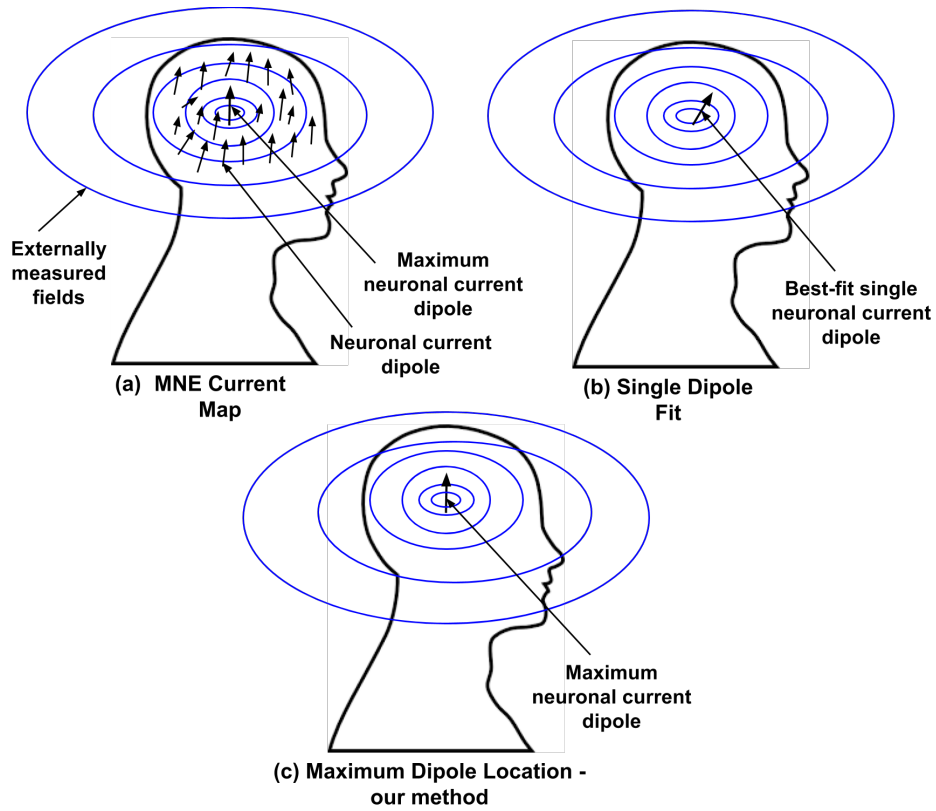 Externally
measured
fields
Maximum
neuronal current
dipole
Neuronal current
dipole
(a) MNE Current
Map
Best-fit single
neuronal current
dipole
(b) Single Dipole
Fit
Maximum
neuronal current
dipole
(c) Maximum Dipole Location -
our method